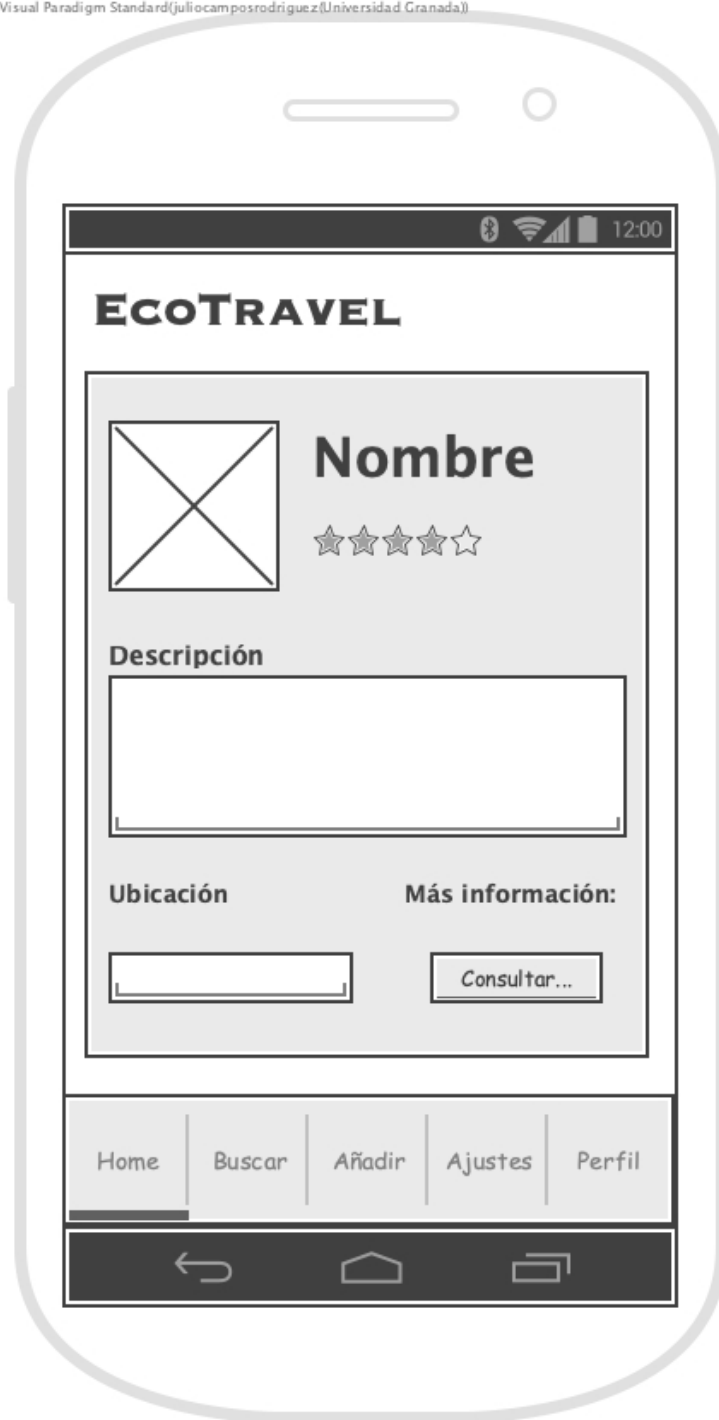 Visual Paradigm Standard(juliocamposrodriguez(Universidad Granada))
12:00
EcoTravel
Nombre
Descripción
Ubicación
Más información:
Consultar...
Home Buscar Añadir Ajustes Perfil